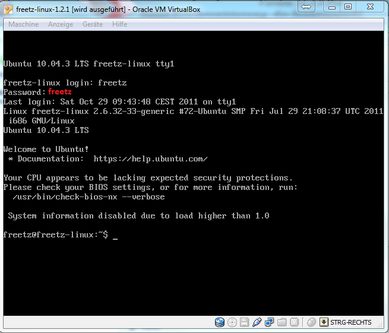 freetz-linux-1.2.1 [wird ausgeführt] - Oracle VM VirtualBox
Maschine Anzeige Geräte Hilfe
Ubuntu 10.04.3 LTS freetz-linux tty1
freetz-linux login: freetz
Password: freetz
Last login: Sat Oct 29 09:43:48 CEST 2011 on tty1
Linux freetz-linux 2.6.32-33-generic #72-Ubuntu SMP Fri Jul 29 21:08:37 UTC 2011
i686 GNU/Linux
Ubuntu 10.04.3 LTS
Welcome to Ubuntu!
* Documentation: https://help.ubuntu.com/
Your CPU appears to be lacking expected security protections.
Please check your BIOS settings, or for more information, run:
/usr/bin/check-bios-nx --verbose
System information disabled due to load higher than 1.0
freetz@freetz-linux:~$ _
STRG-RECHTS